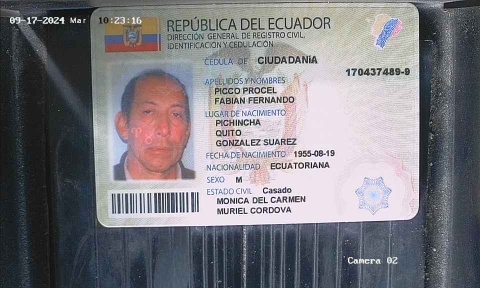 09-17-2024 Mar 10:23:16
REPÚBLICA DEL ECUADOR
DIRECCIÓN GENERAL DE REGISTRO CIVIL,
IDENTIFICACIÓN Y CEDULACIÓN
CÉDULA DE CIUDADANÍA
170437489-9
APELLIDOS Y NOMBRES
PICCO PROCEL
FABIAN FERNANDO
LUGAR DE NACIMIENTO
PICHINCHA
QUITO
GONZALEZ SUAREZ
FECHA DE NACIMIENTO 1955-08-19
NACIONALIDAD ECUATORIANA
SEXO M
ESTADO CIVIL Casado
MONICA DEL CARMEN
MURIEL CORDOVA
Camera 02